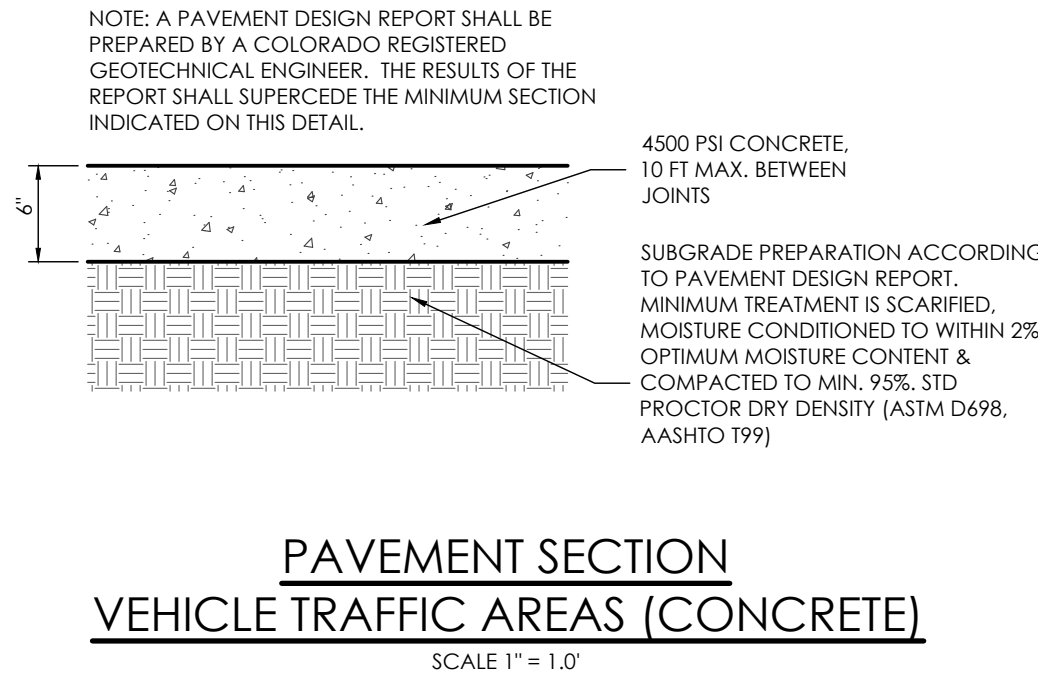 NOTE: A PAVEMENT DESIGN REPORT SHALL BE
PREPARED BY A COLORADO REGISTERED
GEOTECHNICAL ENGINEER. THE RESULTS OF THE
REPORT SHALL SUPERCEDE THE MINIMUM SECTION
INDICATED ON THIS DETAIL.
4500 PSI CONCRETE,
10 FT MAX. BETWEEN
JOINTS
6"
SUBGRADE PREPARATION ACCORDING
TO PAVEMENT DESIGN REPORT.
MINIMUM TREATMENT IS SCARIFIED,
MOISTURE CONDITIONED TO WITHIN 2%
OPTIMUM MOISTURE CONTENT &
COMPACTED TO MIN. 95%. STD
PROCTOR DRY DENSITY (ASTM D698,
AASHTO T99)
PAVEMENT SECTION
VEHICLE TRAFFIC AREAS (CONCRETE)
SCALE 1" = 1.0'